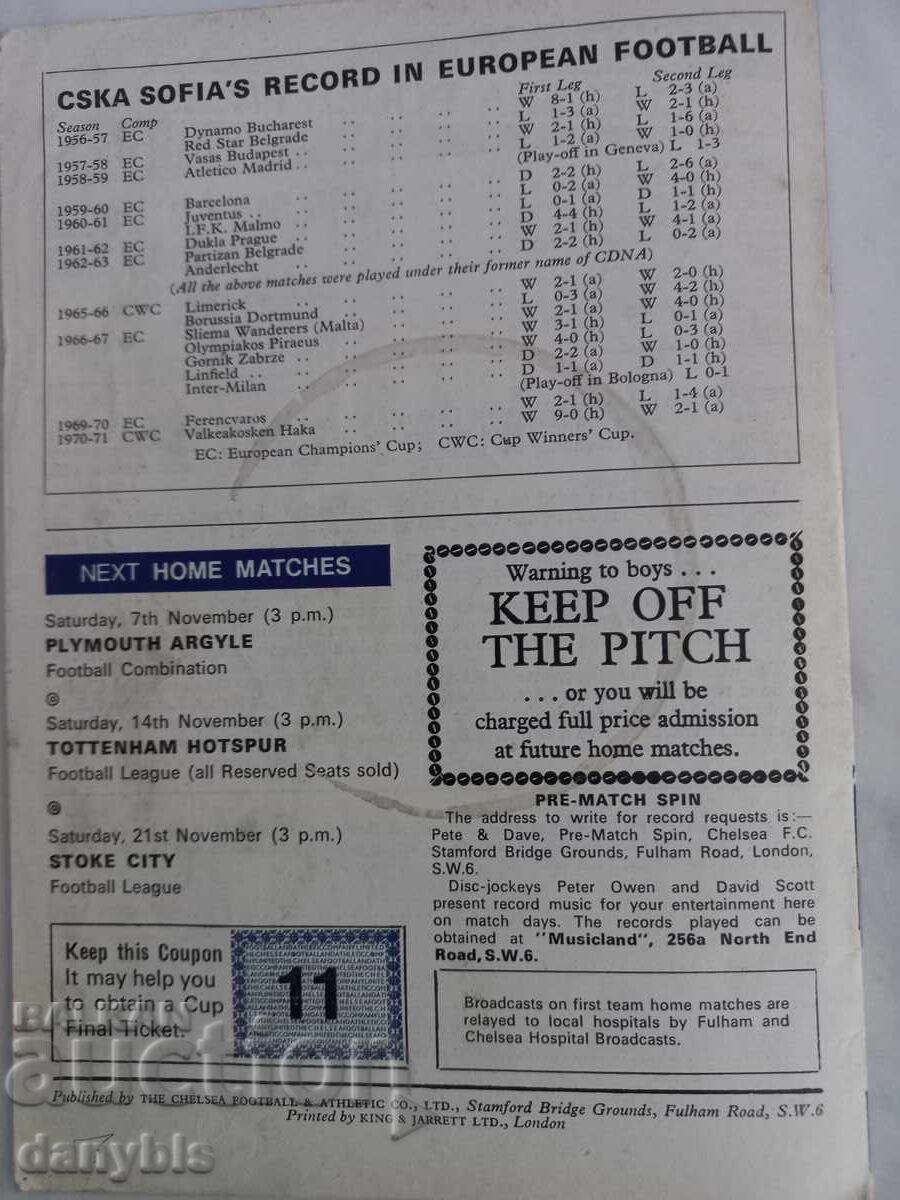 CSKA SOFIA'S RECORD IN EUROPEAN FOOTBALL
Season Comp First Leg Second Leg
1956-57 EC Dynamo Bucharest .. .. .. .. W 8-1 (h) L 2-3 (a)
Red Star Belgrade .. .. .. .. L 1-3 (a) W 2-1 (h)
1957-58 EC Vasas Budapest .. .. .. .. W 2-1 (h) L 1-6 (a)
1958-59 EC Atletico Madrid .. .. .. .. L 1-2 (a) W 1-0 (h)
(Play-off in Geneva) L 1-3
1959-60 EC Barcelona .. .. .. .. D 2-2 (h) L 2-6 (a)
1960-61 EC Juventus .. .. .. .. L 0-2 (a) W 4-0 (h)
I.F.K. Malmo .. .. .. .. L 0-1 (a) D 1-1 (h)
1961-62 EC Dukla Prague .. .. .. .. D 4-4 (h) L 1-2 (a)
1962-63 EC Partizan Belgrade .. .. .. .. W 2-1 (h) W 4-1 (a)
Anderlecht .. .. .. .. D 2-2 (h) L 0-2 (a)
(All the above matches were played under their former name of CDNA)
1965-66 CWC Limerick .. .. .. .. W 2-1 (a) W 2-0 (h)
Borussia Dortmund .. .. .. .. L 0-3 (a) W 4-2 (h)
1966-67 EC Sliema Wanderers (Malta) .. .. .. W 2-1 (a) W 4-0 (h)
Olympiakos Piraeus .. .. .. W 3-1 (h) L 0-1 (a)
Gornik Zabrze .. .. .. .. W 4-0 (h) L 0-3 (a)
Linfield .. .. .. .. D 2-2 (a) W 1-0 (h)
Inter-Milan .. .. .. .. D 1-1 (a) D 1-1 (h)
(Play-off in Bologna) L 0-1
1969-70 EC Ferencvaros .. .. .. .. W 2-1 (h) L 1-4 (a)
1970-71 CWC Valkeakosken Haka .. .. .. W 9-0 (h) W 2-1 (a)
EC: European Champions' Cup; CWC: Cup Winners' Cup.
NEXT HOME MATCHES
Saturday, 7th November (3 p.m.)
PLYMOUTH ARGYLE
Football Combination
Saturday, 14th November (3 p.m.)
TOTTENHAM HOTSPUR
Football League (all Reserved Seats sold)
Saturday, 21st November (3 p.m.)
STOKE CITY
Football League
Keep this Coupon
It may help you
to obtain a Cup
Final Ticket.
11
Warning to boys . . .
KEEP OFF
THE PITCH
. . . or you will be
charged full price admission
at future home matches.
PRE-MATCH SPIN
The address to write for record requests is:—
Pete & Dave, Pre-Match Spin, Chelsea F.C.
Stamford Bridge Grounds, Fulham Road, London,
S.W.6.
Disc-jockeys Peter Owen and David Scott
present record music for your entertainment here
on match days. The records played can be
obtained at "Musicland", 256a North End
Road, S.W.6.
Broadcasts on first team home matches are
relayed to local hospitals by Fulham and
Chelsea Hospital Broadcasts.
Published by THE CHELSEA FOOTBALL & ATHLETIC CO., LTD., Stamford Bridge Grounds, Fulham Road, S.W.6
Printed by KING & JARRETT LTD., London
BALKAN
auction
danybls